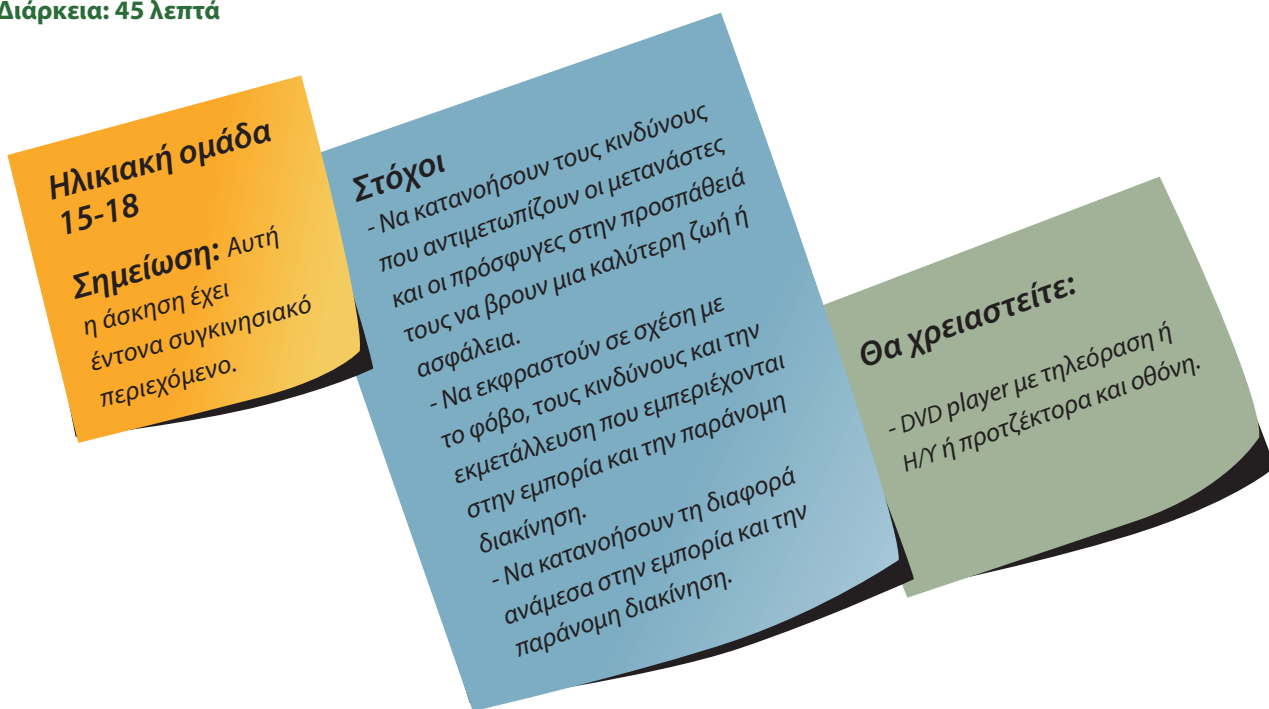 Διάρκεια: 45 λεπτά
Ηλικιακή ομάδα
15-18
Σημείωση: Αυτή
η άσκηση έχει
έντονα συγκινησιακό
περιεχόμενο.
Στόχοι
- Να κατανοήσουν τους κινδύνους
που αντιμετωπίζουν οι μετανάστες
και οι πρόσφυγες στην προσπάθειά
τους να βρουν μια καλύτερη ζωή ή
ασφάλεια.
- Να εκφραστούν σε σχέση με
το φόβο, τους κινδύνους και την
εκμετάλλευση που εμπεριέχονται
στην εμπορία και την παράνομη
διακίνηση.
- Να κατανοήσουν τη διαφορά
ανάμεσα στην εμπορία και την
παράνομη διακίνηση.
Θα χρειαστείτε:
- DVD player με τηλεόραση ή
Η/Υ ή προτζέκτορα και οθόνη.